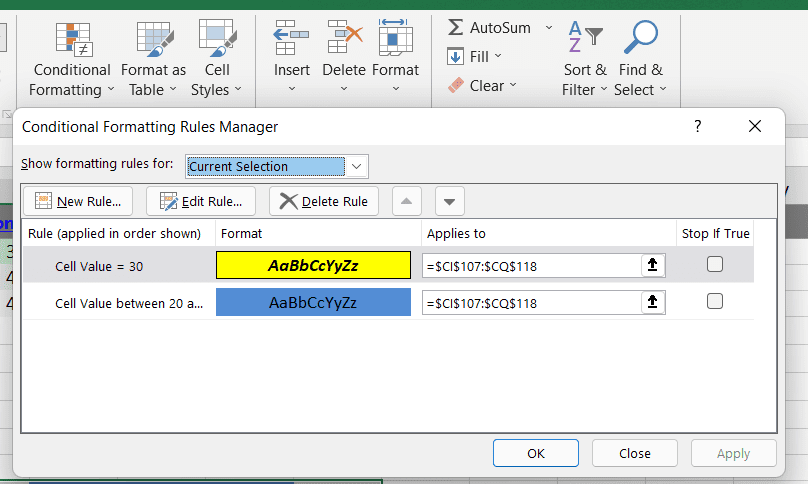 AutoSum
Fill
Clear
Conditional Formatting
Format as Table
Cell Styles
Insert
Delete
Format
Sort & Filter
Find & Select
Conditional Formatting Rules Manager
?
Show formatting rules for:
Current Selection
New Rule...
Edit Rule...
Delete Rule
Rule (applied in order shown)
Format
Applies to
Stop If True
Cell Value = 30
AaBbCcYyZz
=$CI$107:$CQ$118
Cell Value between 20 a...
AaBbCcYyZz
=$CI$107:$CQ$118
OK
Close
Apply